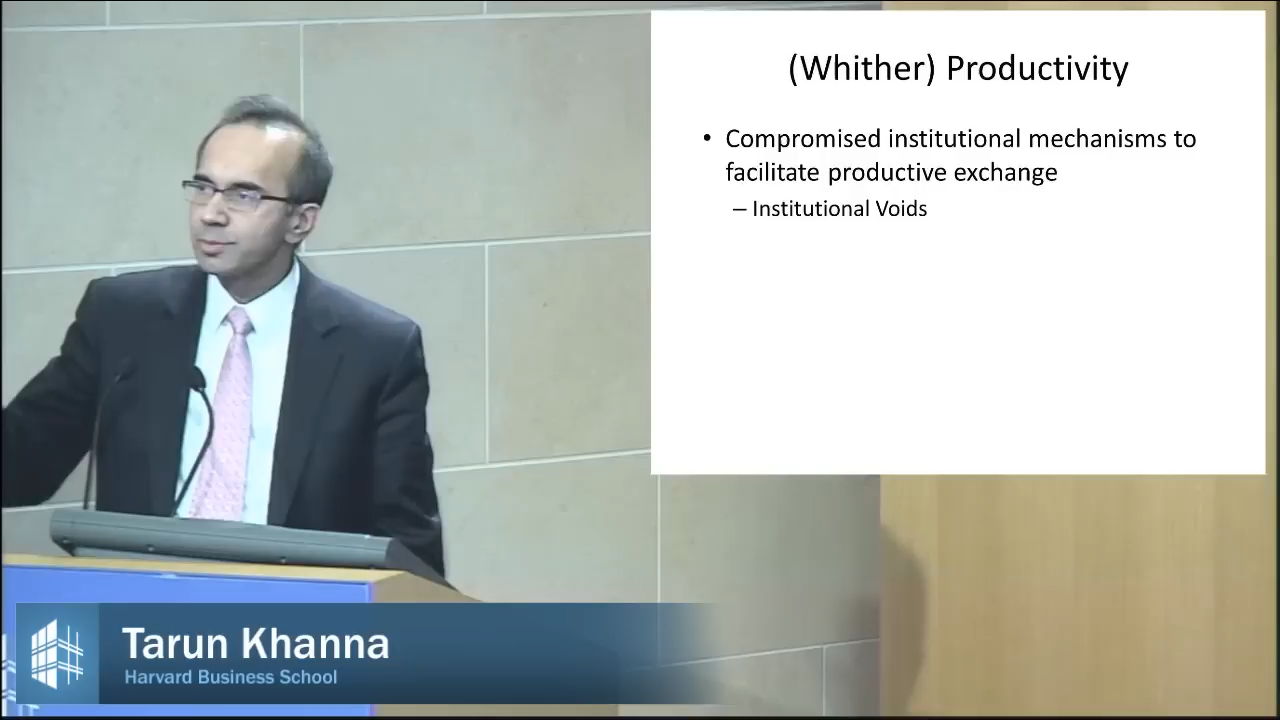 (Whither) Productivity
• Compromised institutional mechanisms to
facilitate productive exchange
– Institutional Voids
Tarun Khanna
Harvard Business School